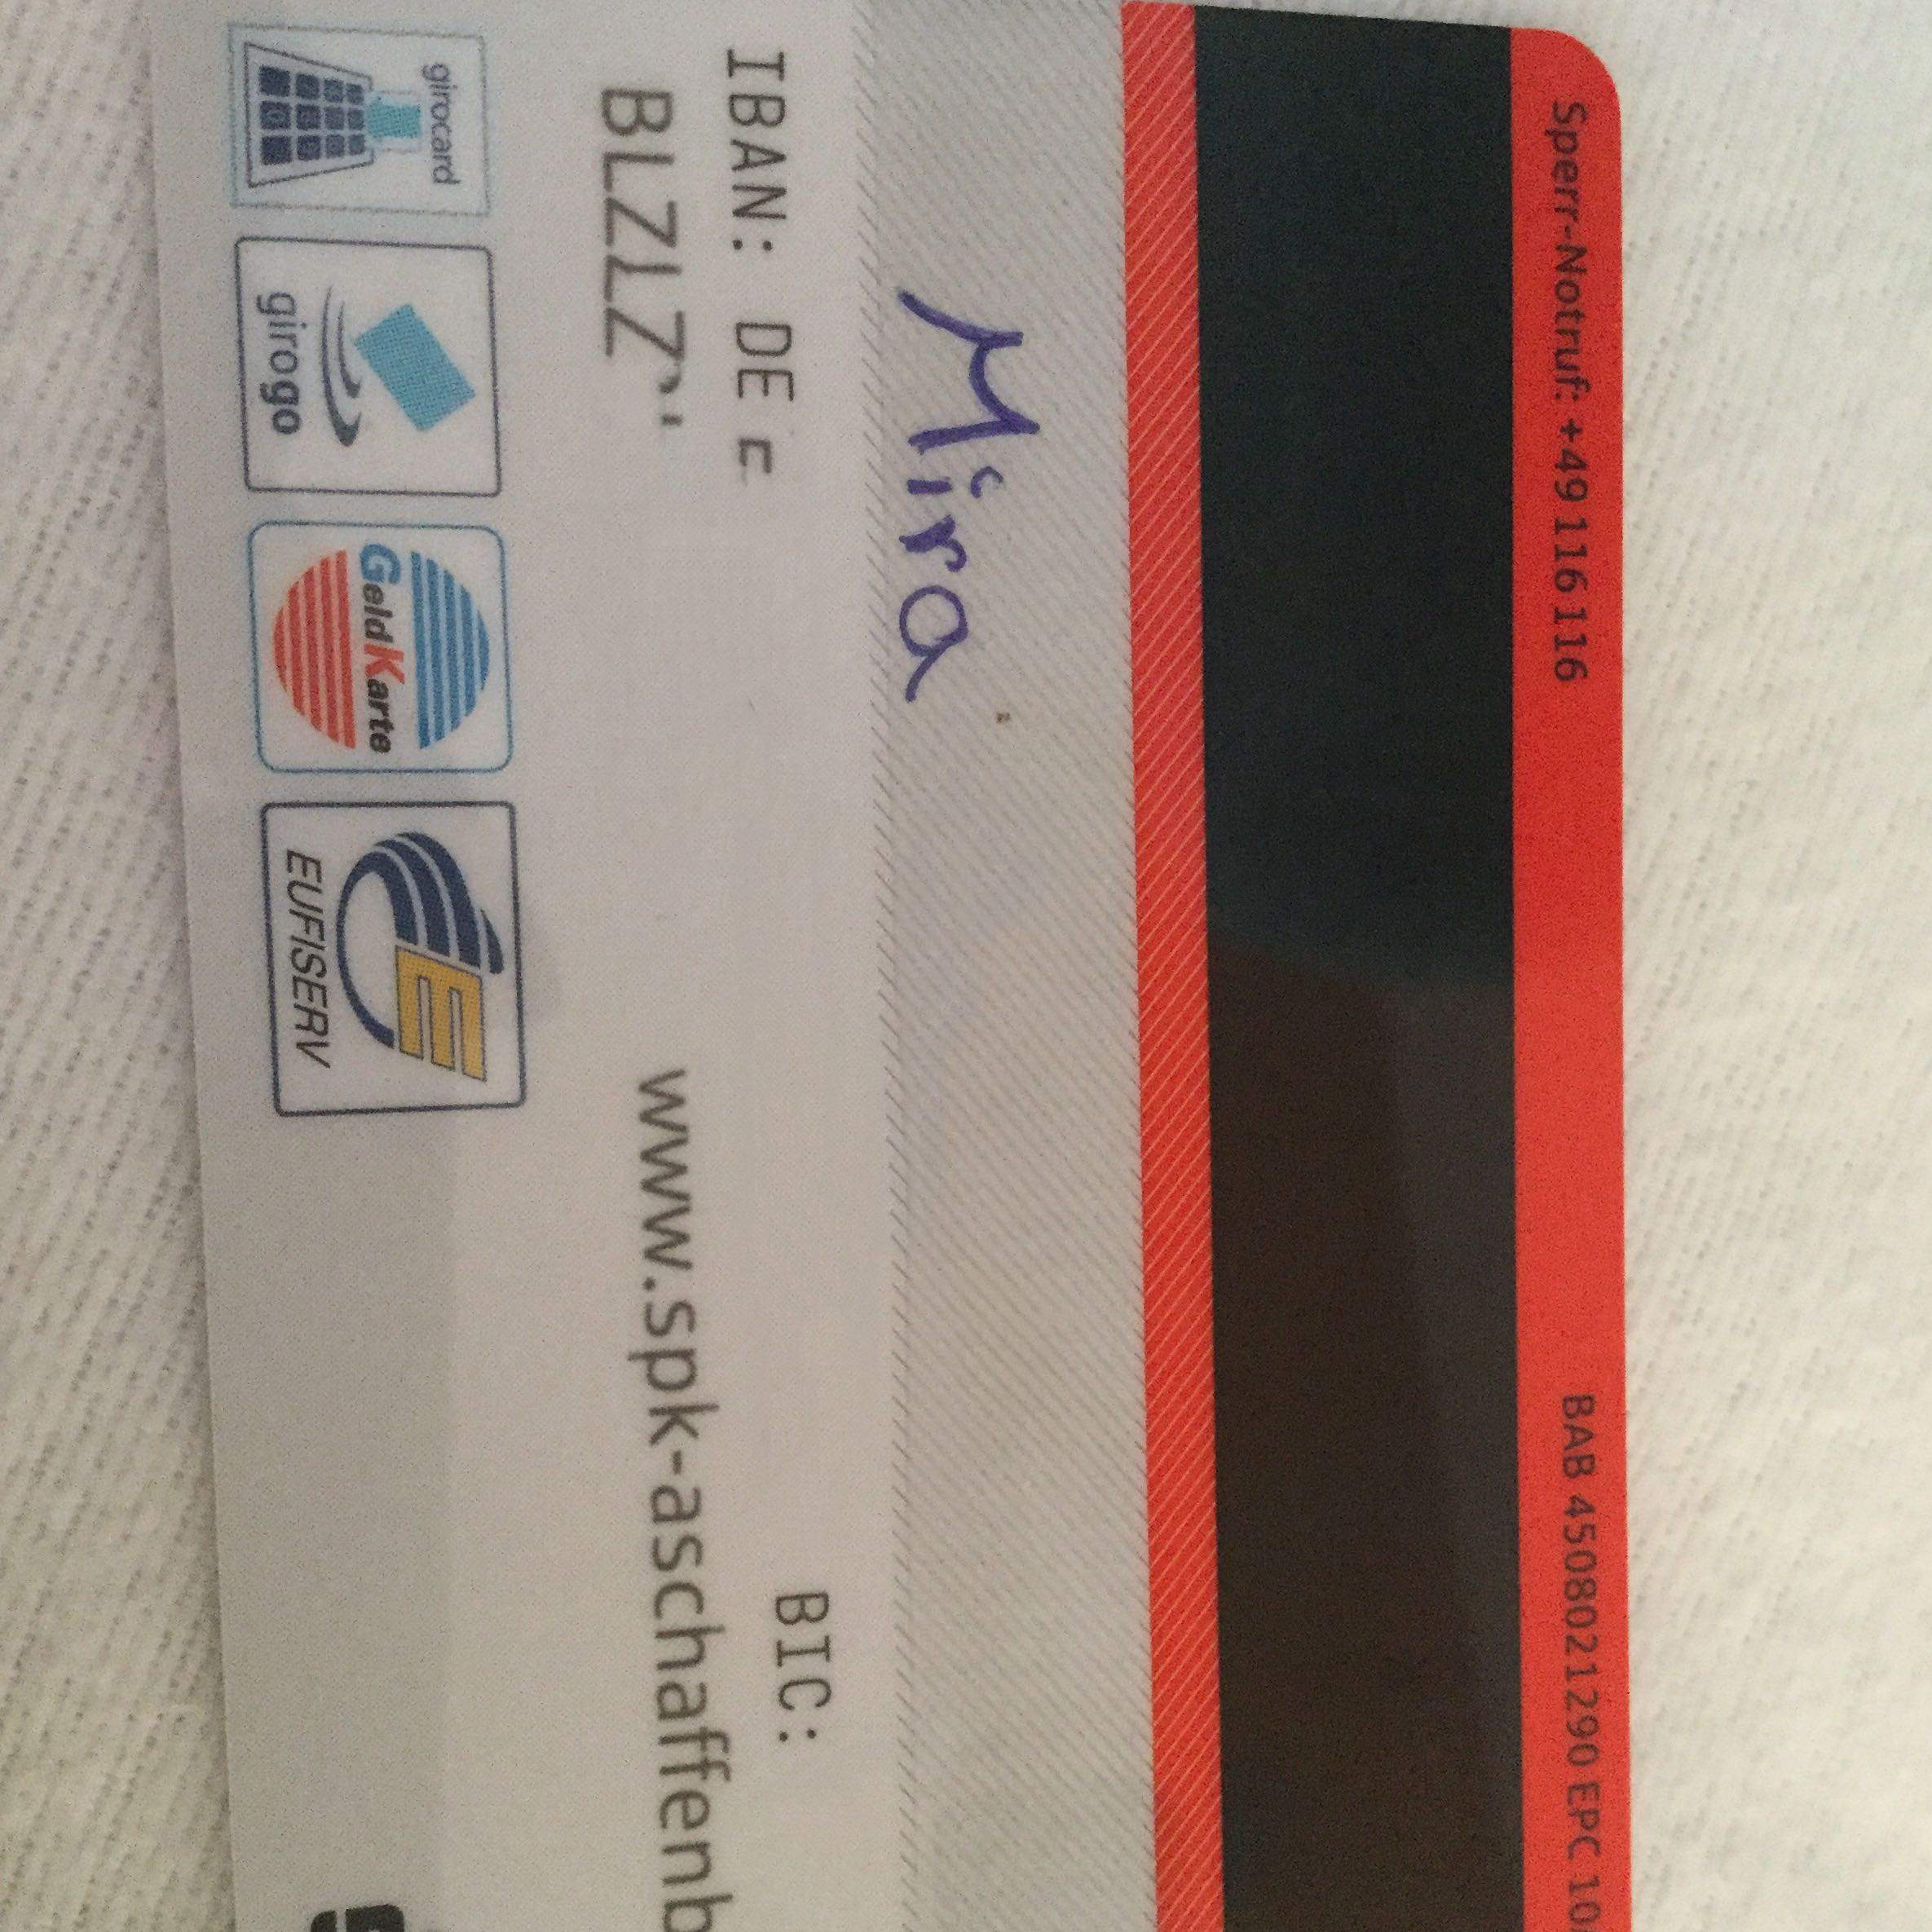 Sperr-Notruf: +49 116 116 BAB 4508021290 EPC 10
Mira
IBAN: DE BIC:
BLZ
www.spk-aschaffenb
girocard
girogo
GeldKarte
EUFISERV